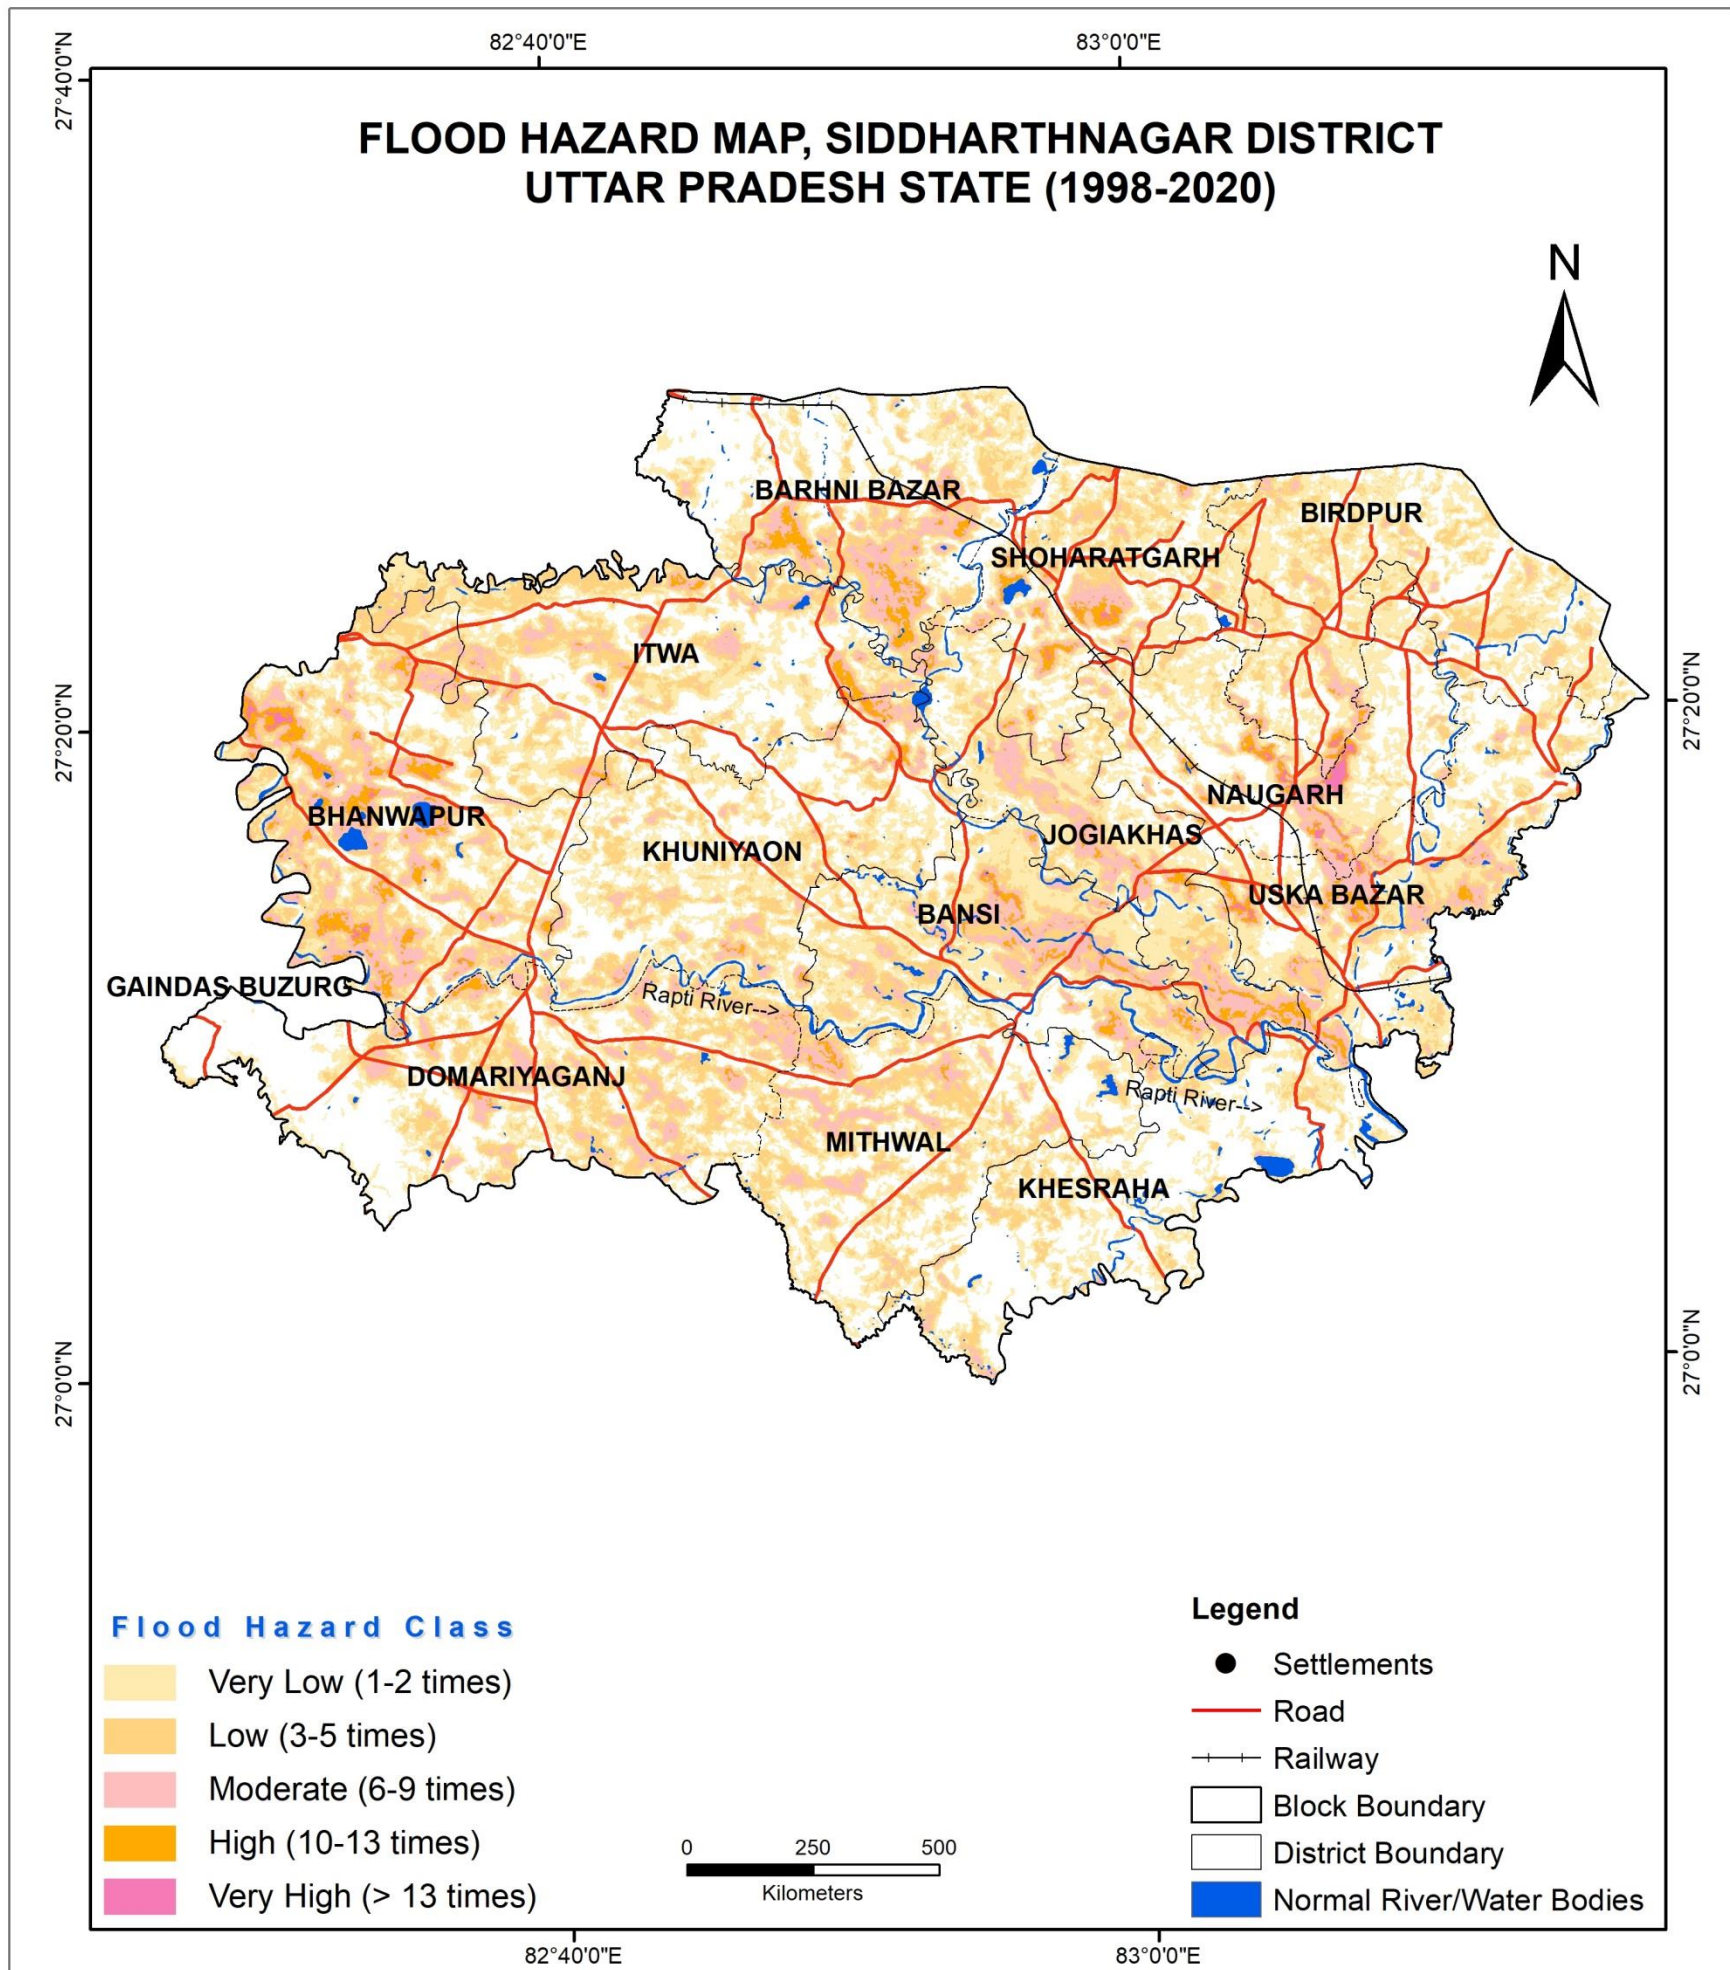 82°40'0"E
83°0'0"E
27°40'0"N
FLOOD HAZARD MAP, SIDDHARTHNAGAR DISTRICT
UTTAR PRADESH STATE (1998-2020)
N
BARHNI BAZAR
BIRDPUR
SHOHARATGARH
ITWA
27°20'0"N
27°20'0"N
NAUGARH
BHANWAPUR
JOGIAKHAS
KHUNIYAON
USKA BAZAR
BANSI
GAINDAS BUZURG
Rapti River-->
DOMARIYAGANJ
Rapti River-->
MITHWAL
KHESRAHA
27°0'0"N
27°0'0"N
Flood Hazard Class
Very Low (1-2 times)
Low (3-5 times)
Moderate (6-9 times)
High (10-13 times)
Very High (> 13 times)
0 250 500
Kilometers
Legend
Settlements
Road
Railway
Block Boundary
District Boundary
Normal River/Water Bodies
82°40'0"E
83°0'0"E